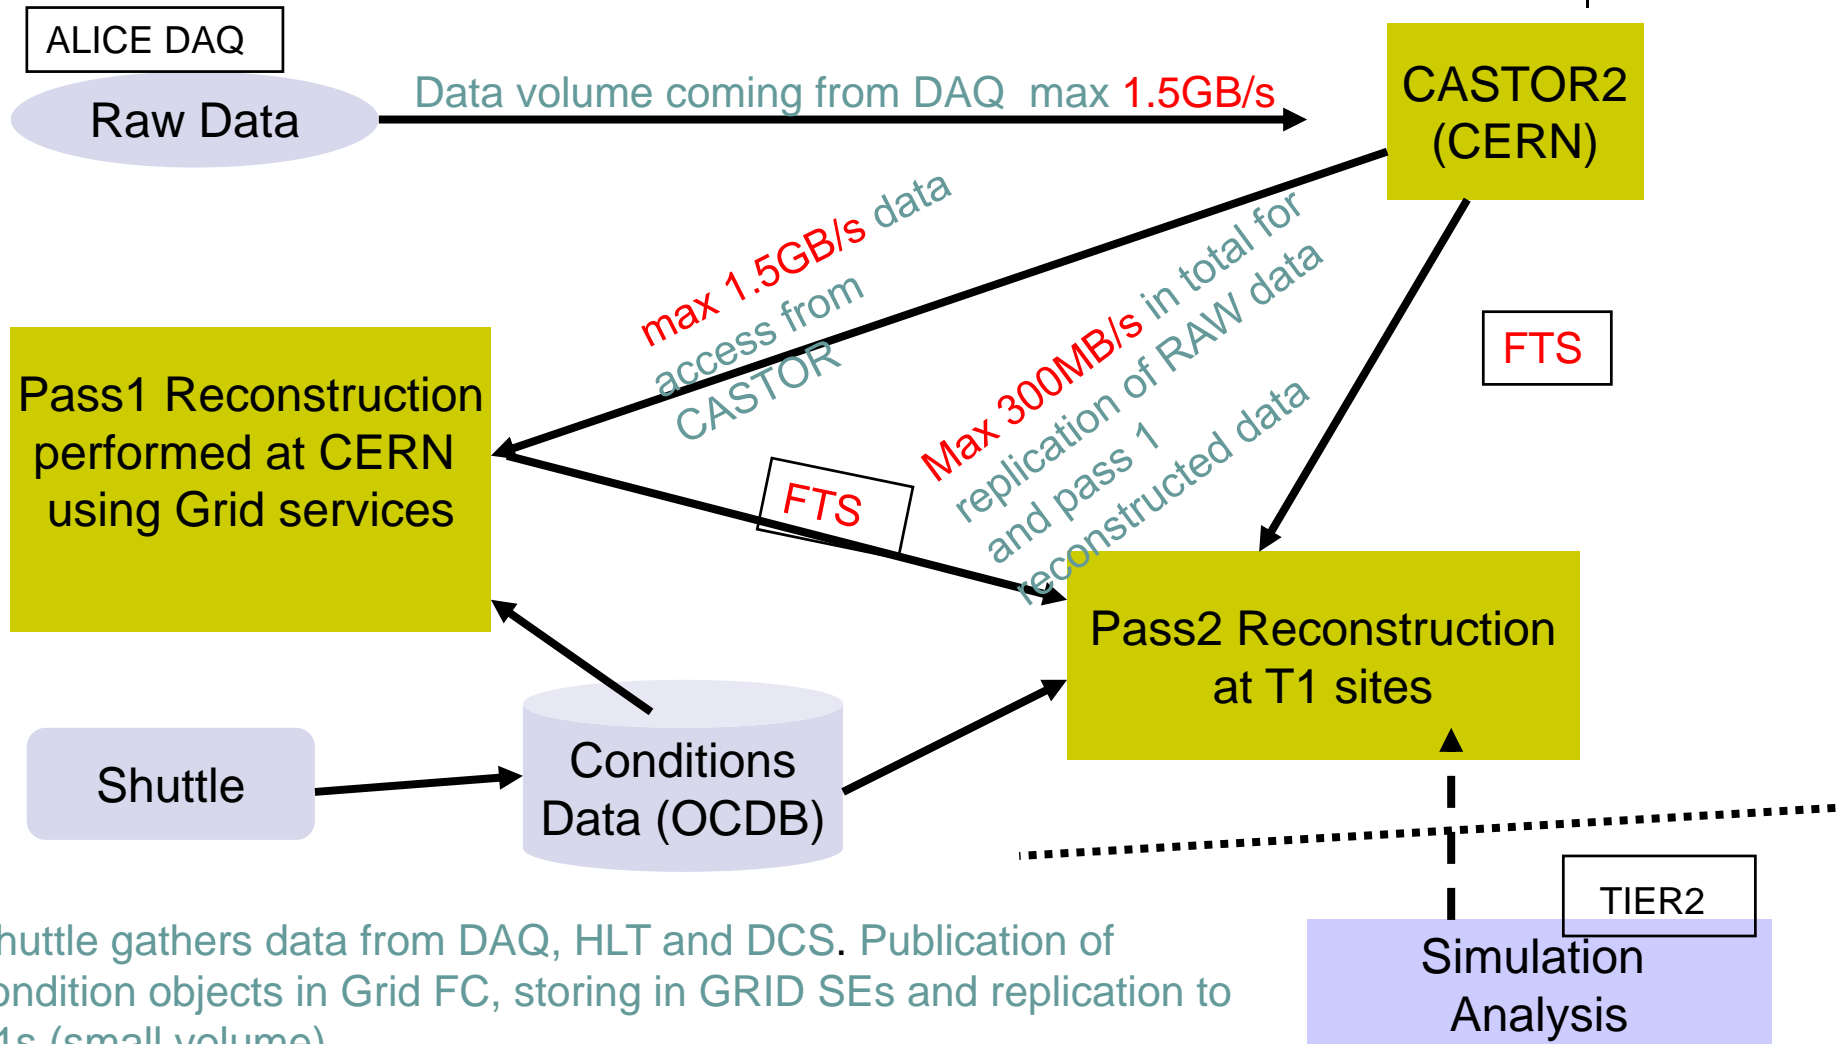 ALICE DAQ
Raw Data
Data volume coming from DAQ max 1.5GB/s
CASTOR2
(CERN)
max 1.5GB/s data
access from
CASTOR
Max 300MB/s in total for
replication of RAW data
and pass 1
reconstructed data
FTS
FTS
Pass1 Reconstruction
performed at CERN
using Grid services
Pass2 Reconstruction
at T1 sites
Shuttle
Conditions
Data (OCDB)
TIER2
Simulation
Analysis
huttle gathers data from DAQ, HLT and DCS. Publication of
ondition objects in Grid FC, storing in GRID SEs and replication to
1s (small volume)